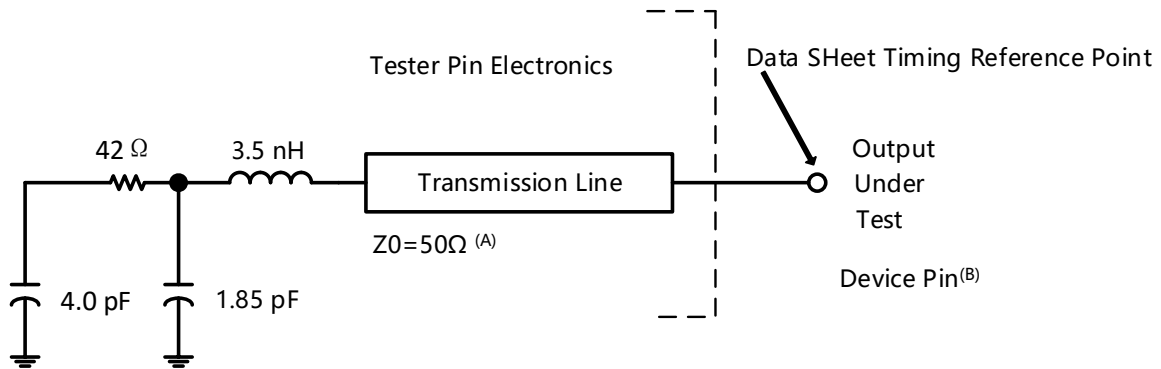 Tester Pin Electronics
Data SHeet Timing Reference Point
42 Ω
3.5 nH
Transmission Line
Output
Under
Test
Z0=50Ω (A)
Device Pin(B)
4.0 pF
1.85 pF